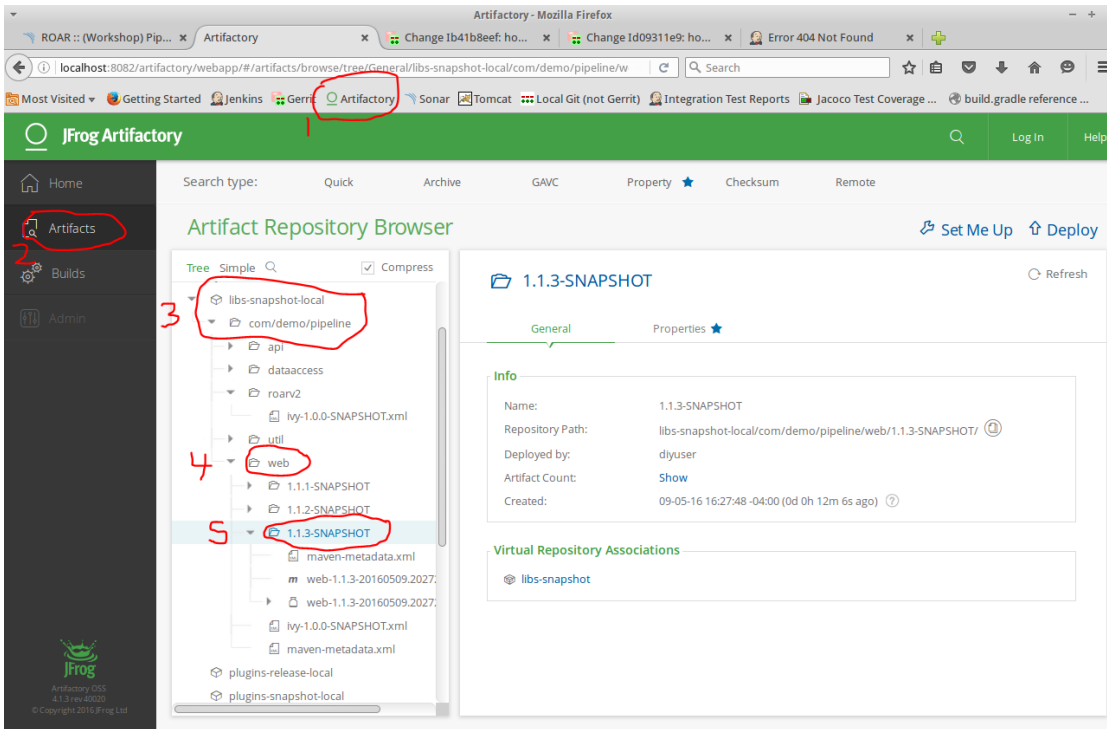 Artifactory - Mozilla Firefox
ROAR :: (Workshop) Pip... × Artifactory × Change Ib41b8eef: ho... × Change Id09311e9: ho... × Error 404 Not Found ×
localhost:8082/artifactory/webapp/#/artifacts/browse/tree/General/libs-snapshot-local/com/demo/pipeline/w Search
Most Visited Getting Started Jenkins Gerrit Artifactory Sonar Tomcat Local Git (not Gerrit) Integration Test Reports Jacoco Test Coverage ... build.gradle reference ...
1
JFrog Artifactory Log In Help
Home
Search type: Quick Archive GAVC Property Checksum Remote
Artifacts
2
Artifact Repository Browser Set Me Up Deploy
Builds
Admin
Tree Simple Compress
3
libs-snapshot-local
com/demo/pipeline
api
dataaccess
roarv2
ivy-1.0.0-SNAPSHOT.xml
util
4
web
1.1.1-SNAPSHOT
1.1.2-SNAPSHOT
5
1.1.3-SNAPSHOT
maven-metadata.xml
m web-1.1.3-20160509.2027
web-1.1.3-20160509.2027
ivy-1.0.0-SNAPSHOT.xml
maven-metadata.xml
plugins-release-local
plugins-snapshot-local
1.1.3-SNAPSHOT Refresh
General Properties
Info
Name: 1.1.3-SNAPSHOT
Repository Path: libs-snapshot-local/com/demo/pipeline/web/1.1.3-SNAPSHOT/
Deployed by: diyuser
Artifact Count: Show
Created: 09-05-16 16:27:48 -04:00 (0d 0h 12m 6s ago) ?
Virtual Repository Associations
libs-snapshot
JFrog
Artifactory OSS
4.1.3 rev 40020
© Copyright 2016 JFrog Ltd